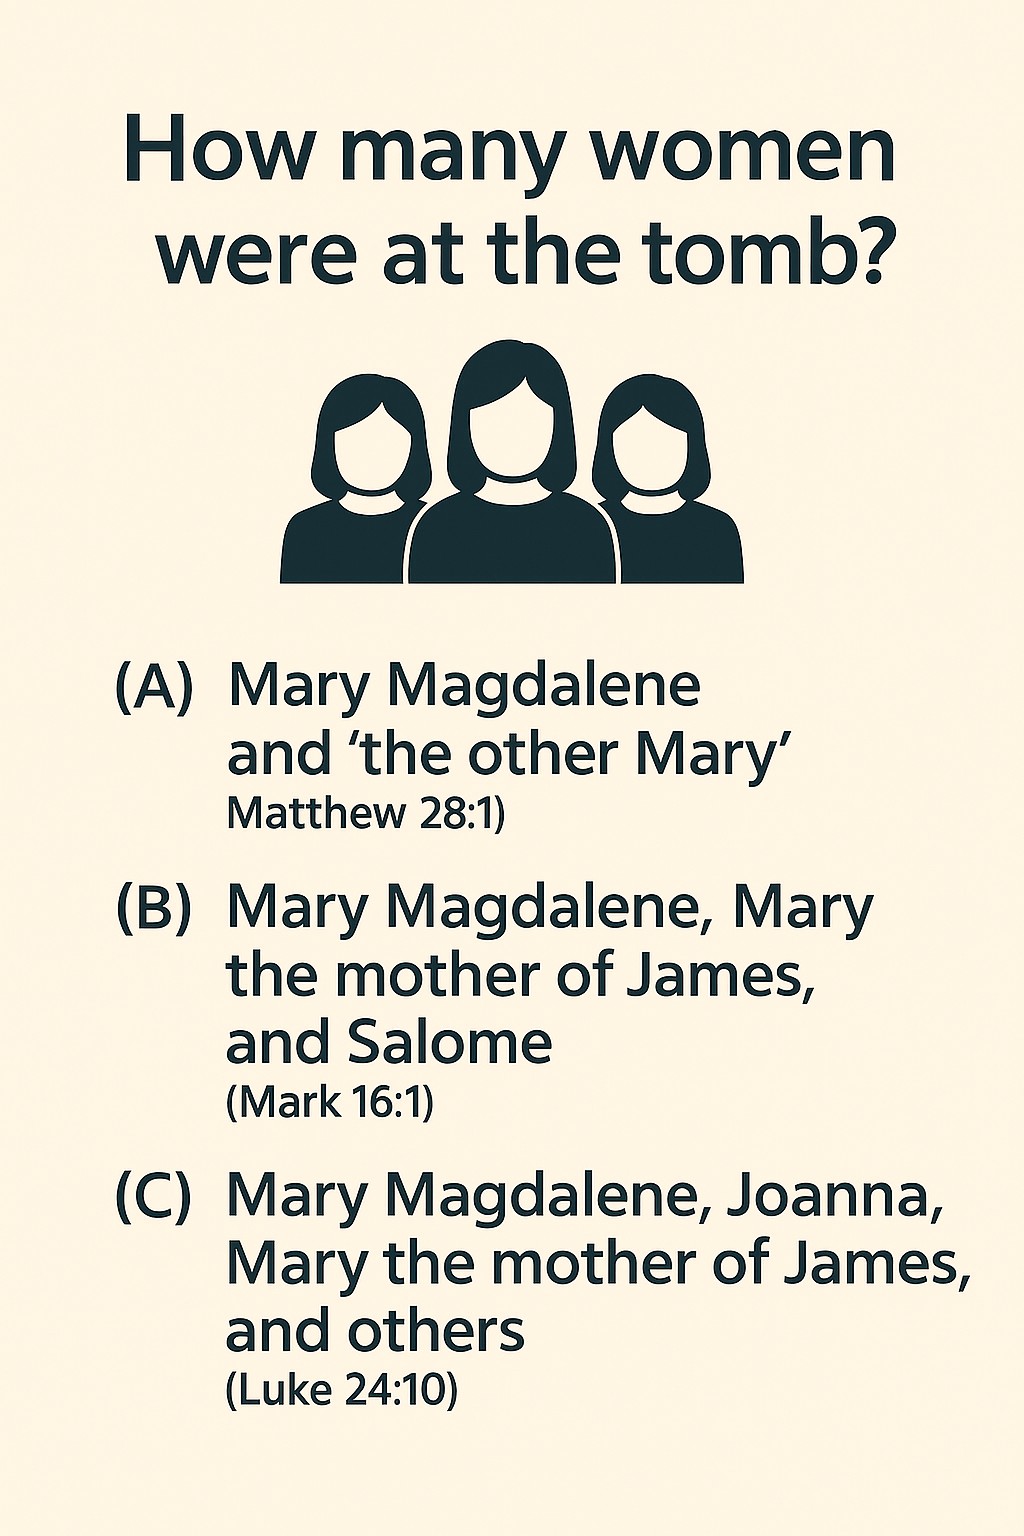 How many women
were at the tomb?
(A) Mary Magdalene
and ‘the other Mary’
Matthew 28:1)
(B) Mary Magdalene, Mary
the mother of James,
and Salome
(Mark 16:1)
(C) Mary Magdalene, Joanna,
Mary the mother of James,
and others
(Luke 24:10)